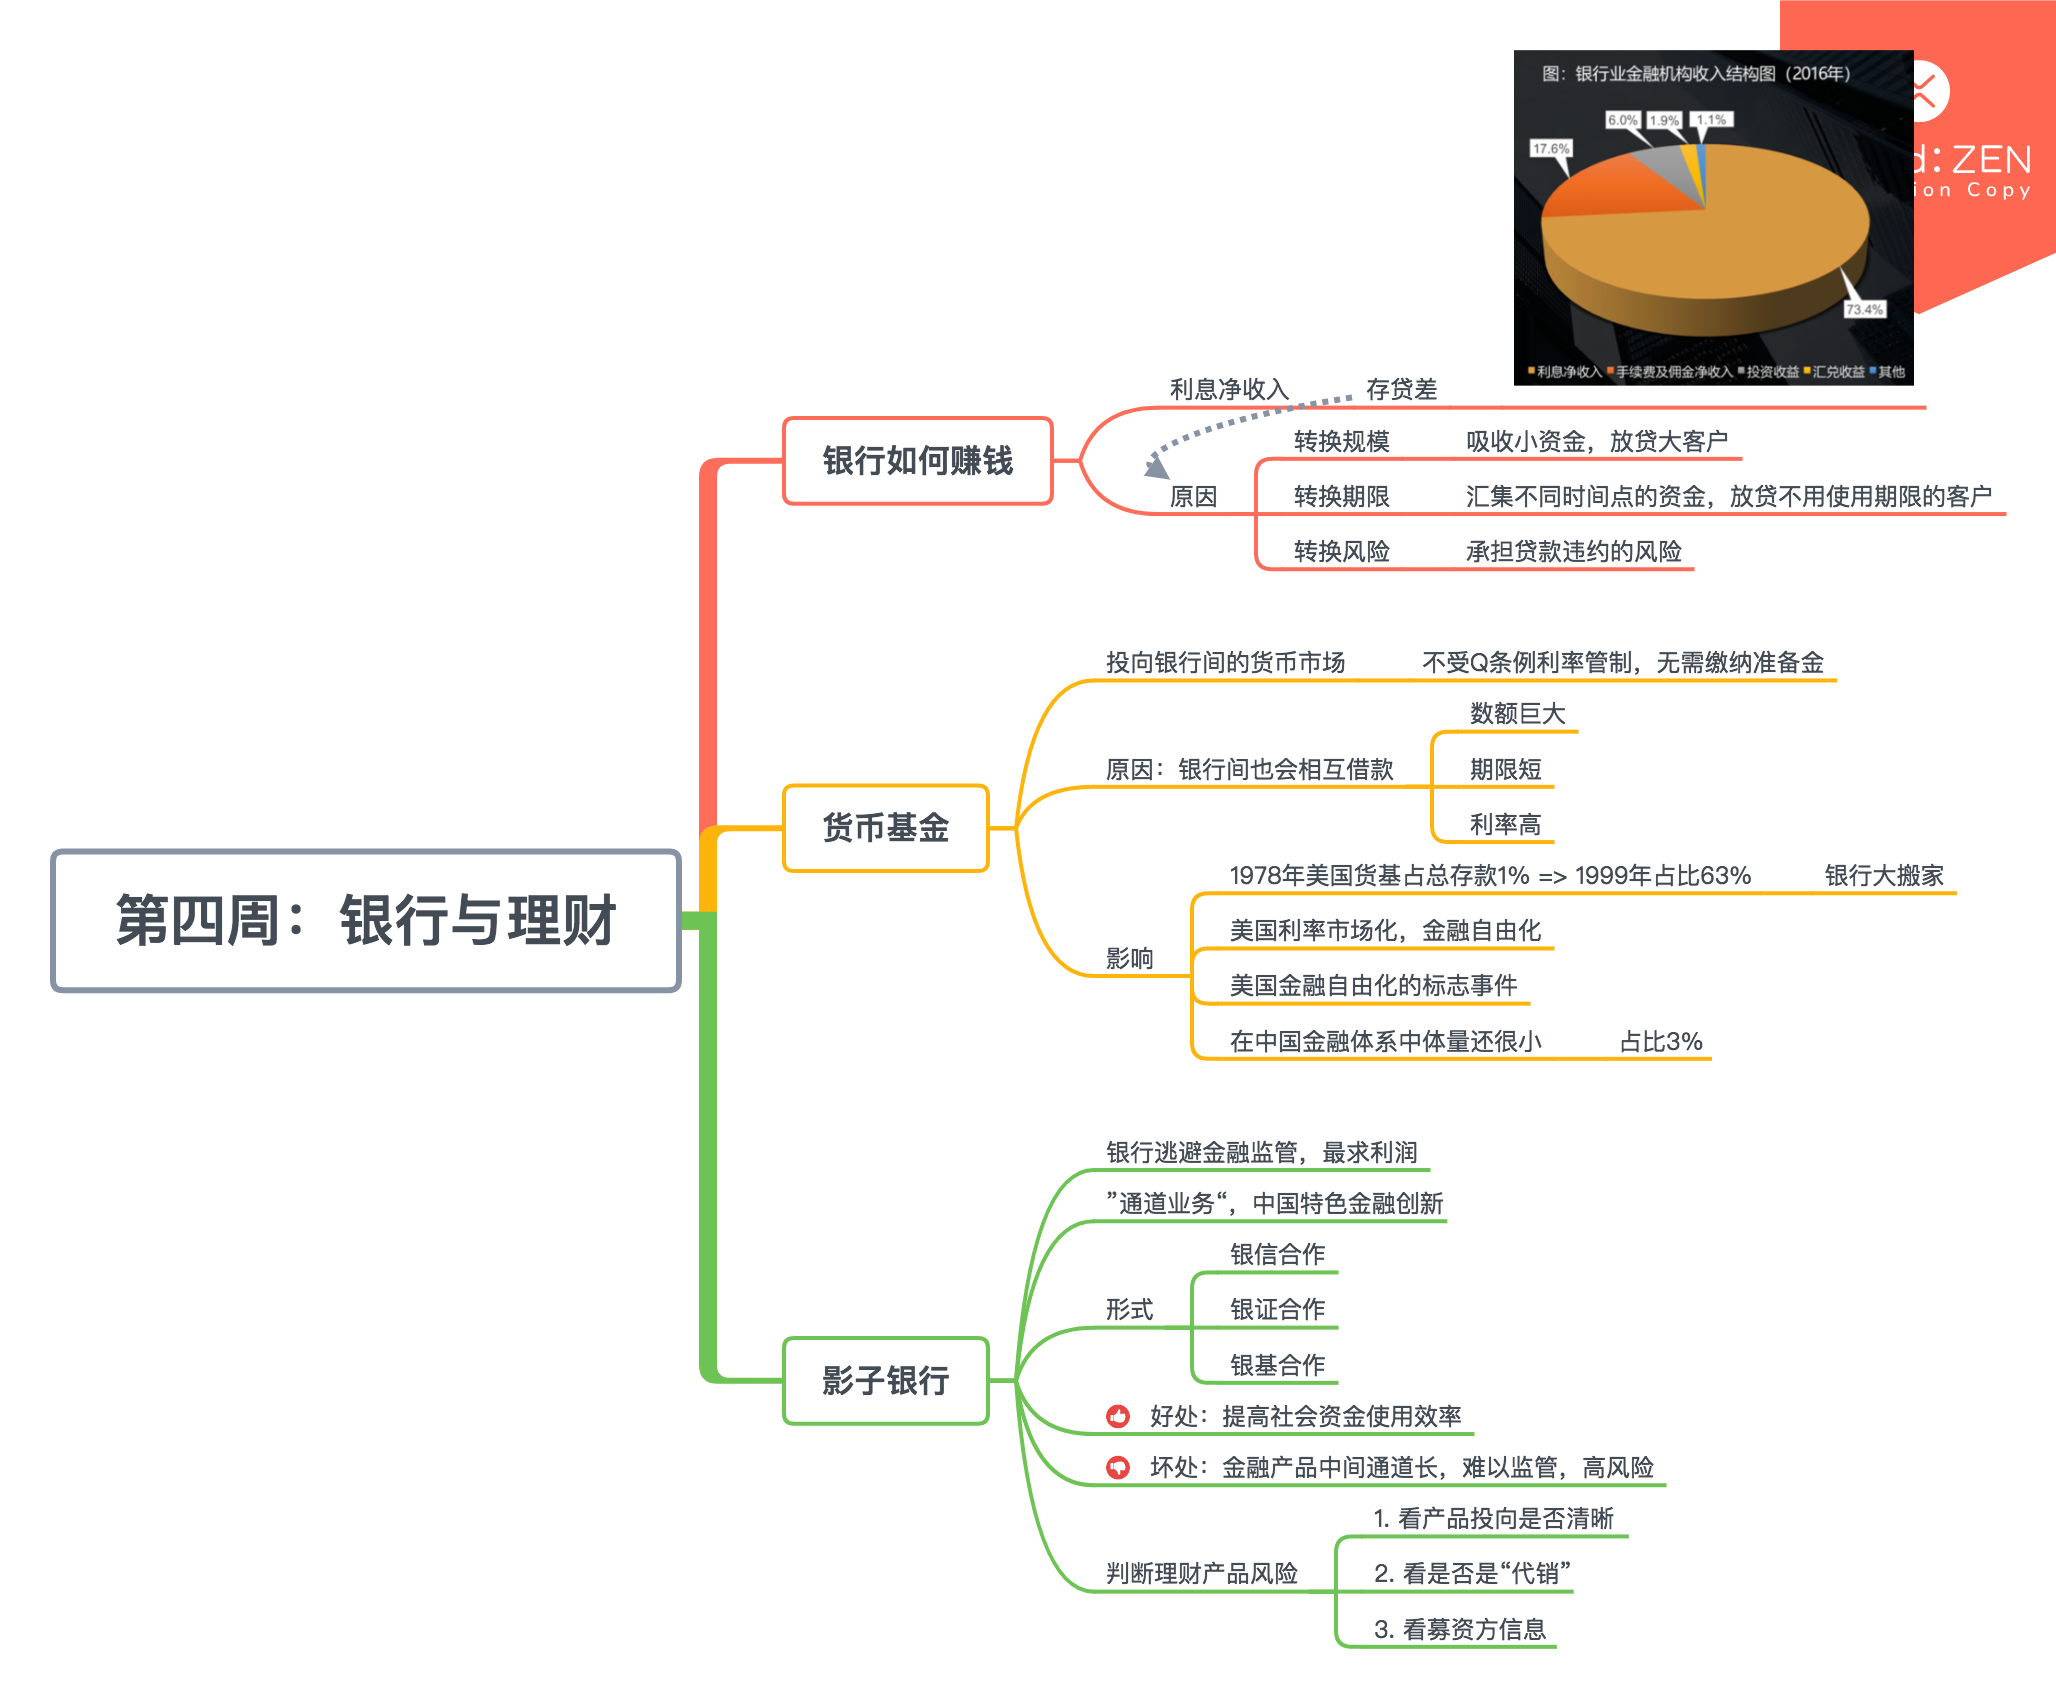 图：银行业金融机构收入结构图（2016年）
6.0%
1.9%
1.1%
17.6%
73.4%
利息净收入 手续费及佣金净收入 投资收益 汇兑收益 其他
d:ZEN
ion Copy
利息净收入
存贷差
银行如何赚钱
转换规模
吸收小资金，放贷大客户
原因
转换期限
汇集不同时间点的资金，放贷不用使用期限的客户
转换风险
承担贷款违约的风险
投向银行间的货币市场
不受Q条例利率管制，无需缴纳准备金
数额巨大
原因：银行间也会相互借款
期限短
利率高
货币基金
1978年美国货基占总存款1% => 1999年占比63%
银行大搬家
美国利率市场化，金融自由化
影响
美国金融自由化的标志事件
在中国金融体系中体量还很小
占比3%
第四周：银行与理财
银行逃避金融监管，最求利润
”通道业务“，中国特色金融创新
银信合作
形式
银证合作
银基合作
影子银行
好处：提高社会资金使用效率
坏处：金融产品中间通道长，难以监管，高风险
1. 看产品投向是否清晰
判断理财产品风险
2. 看是否是“代销”
3. 看募资方信息